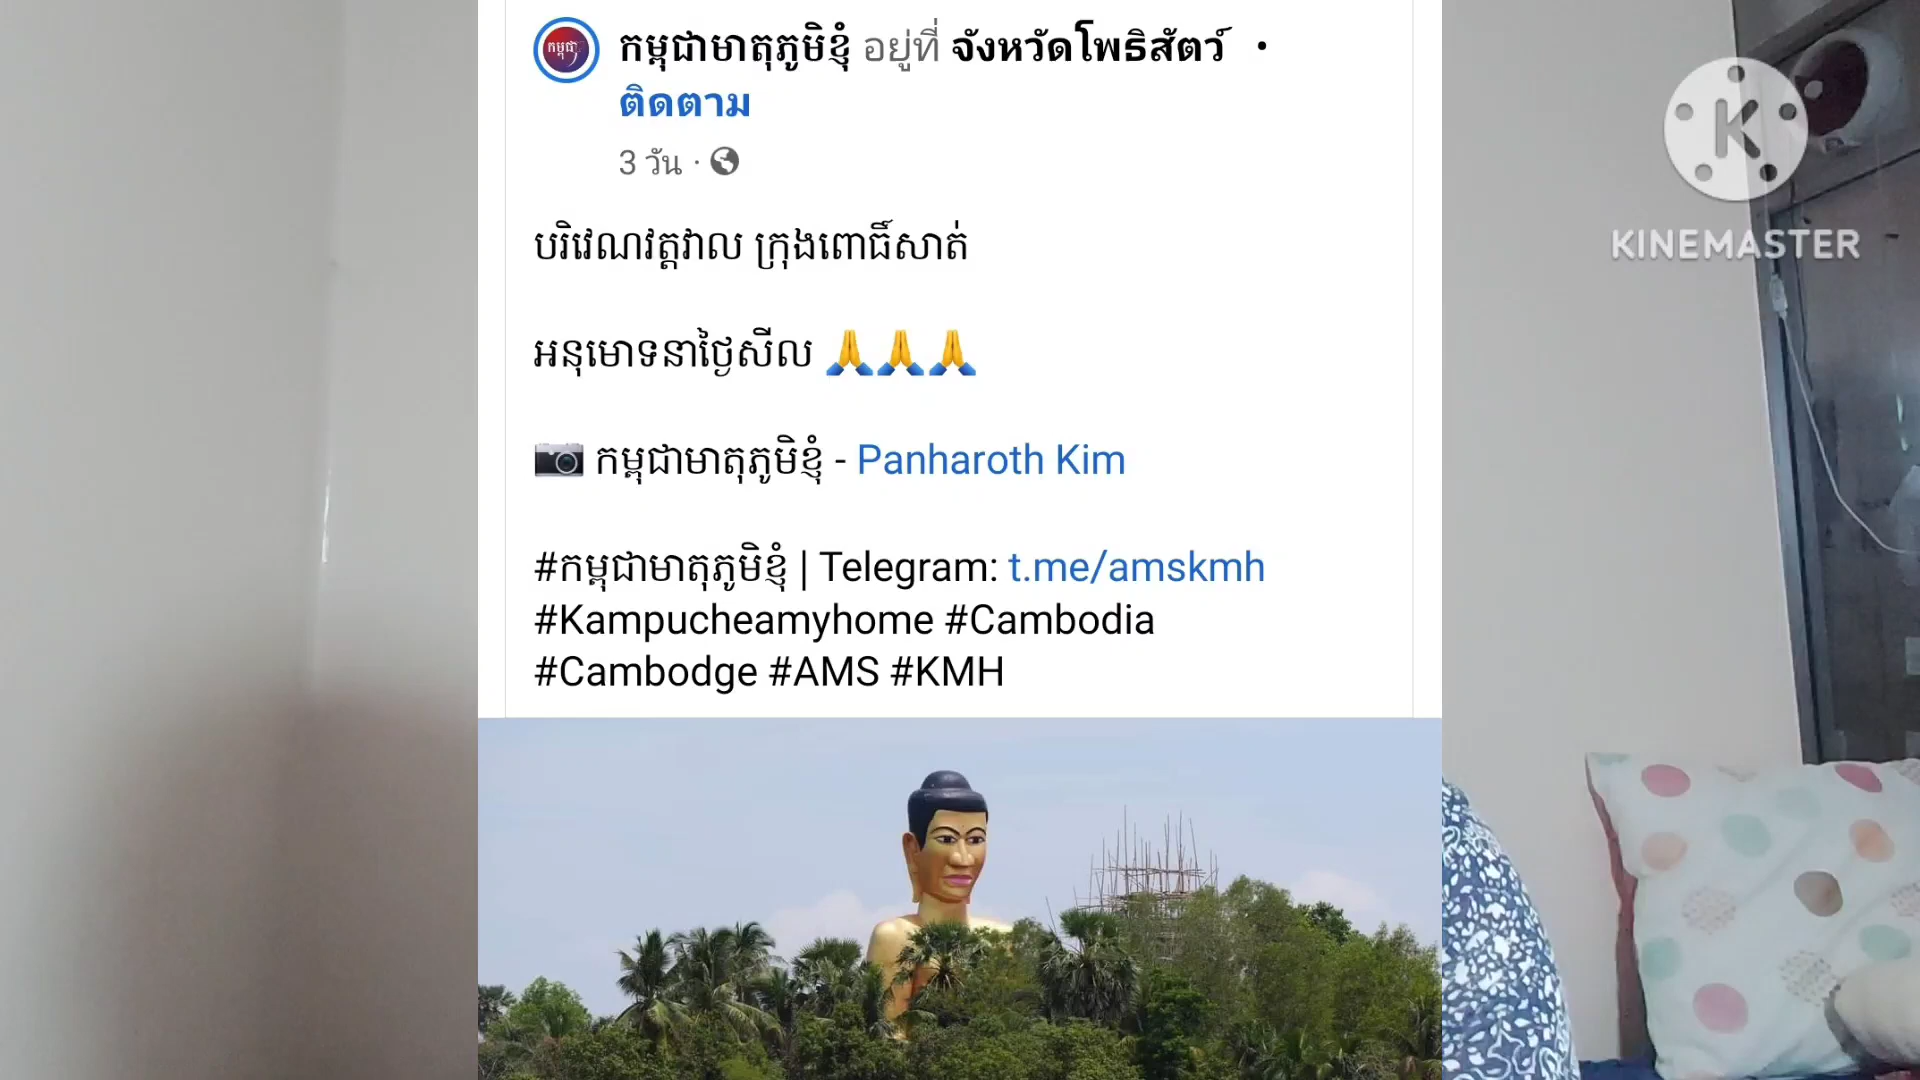 កម្ពុជា
កម្ពុជាមាតុភូមិខ្ញុំ อยู่ที่ จังหวัดโพธิสัตว์ •
ติดตาม
3 วัน ·
បរិវេណវត្តវាល ក្រុងពោធិ៍សាត់
អនុមោទនាថ្ងៃសីល 🙏🙏🙏
📷 កម្ពុជាមាតុភូមិខ្ញុំ - Panharoth Kim
#កម្ពុជាមាតុភូមិខ្ញុំ | Telegram: t.me/amskmh
#Kampucheamyhome #Cambodia
#Cambodge #AMS #KMH
K
KINEMASTER